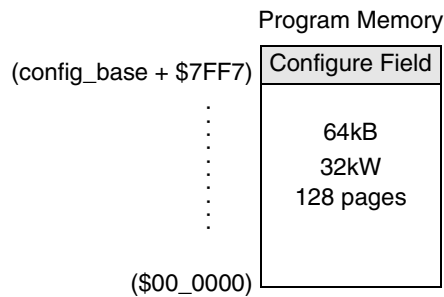 Program Memory
(config_base + $7FF7) Configure Field
64kB
32kW
128 pages
($00_0000)